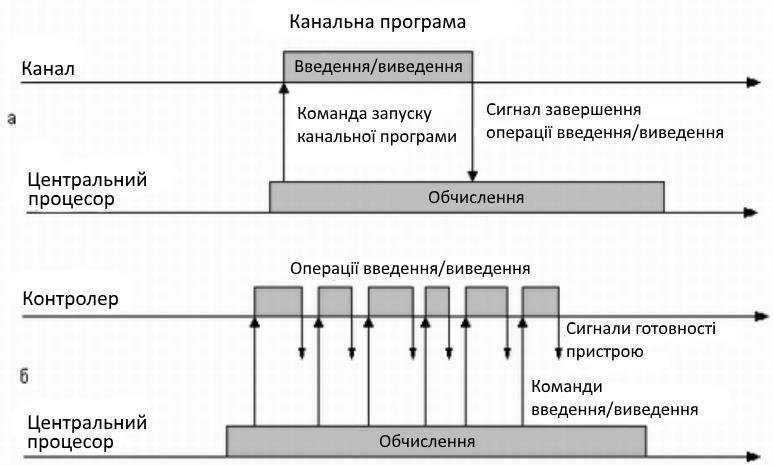 Канальна програма
Введення/виведення
Канал
Команда запуску
канальної програми
Сигнал завершення
операції введення/виведення
а
Центральний
процесор
Обчислення
Операції введення/виведення
Контролер
Сигнали готовності
пристрою
б
Команди
введення/виведення
Центральний
процесор
Обчислення